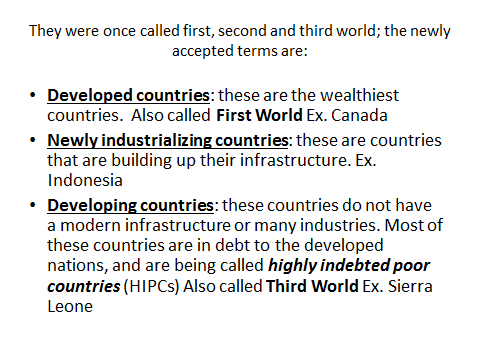 They were once called first, second and third world; the newly
accepted terms are:
• Developed countries: these are the wealthiest
countries.  Also called First World Ex. Canada
• Newly industrializing countries: these are countries
that are building up their infrastructure. Ex.
Indonesia
• Developing countries: these countries do not have
a modern infrastructure or many industries. Most of
these countries are in debt to the developed
nations, and are being called highly indebted poor
countries (HIPCs) Also called Third World Ex. Sierra
Leone